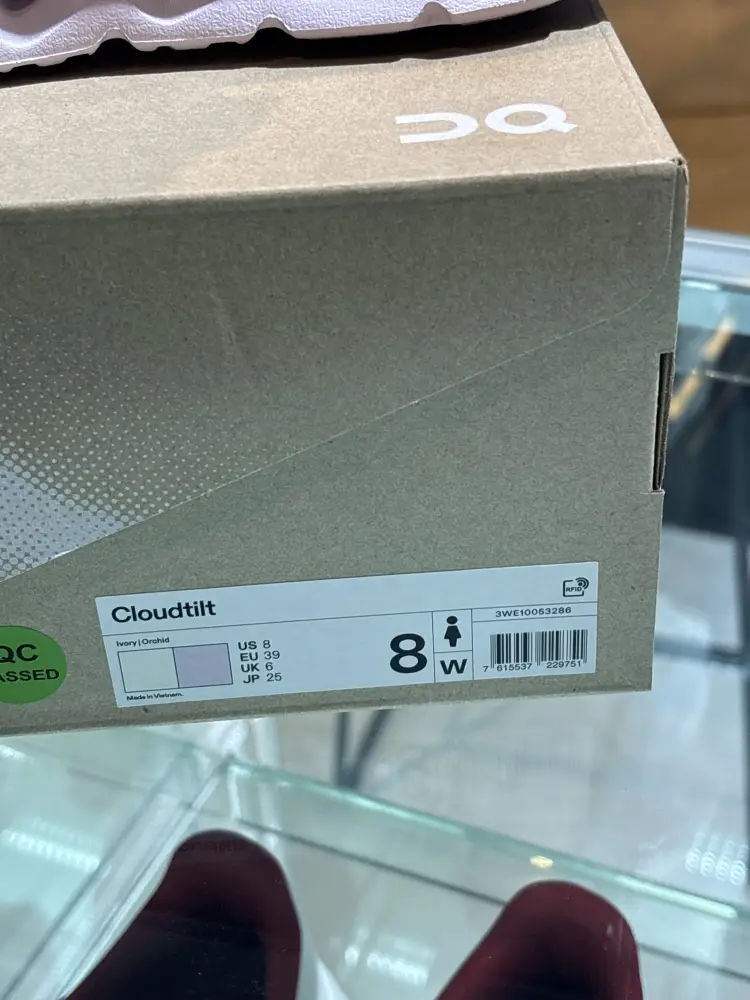 ON
Cloudtilt
RFID
Ivory | Orchid
US 8
EU 39
UK 6
JP 25
Made in Vietnam.
8
W
3WE10053286
7 615537 229751
QC
ASSED